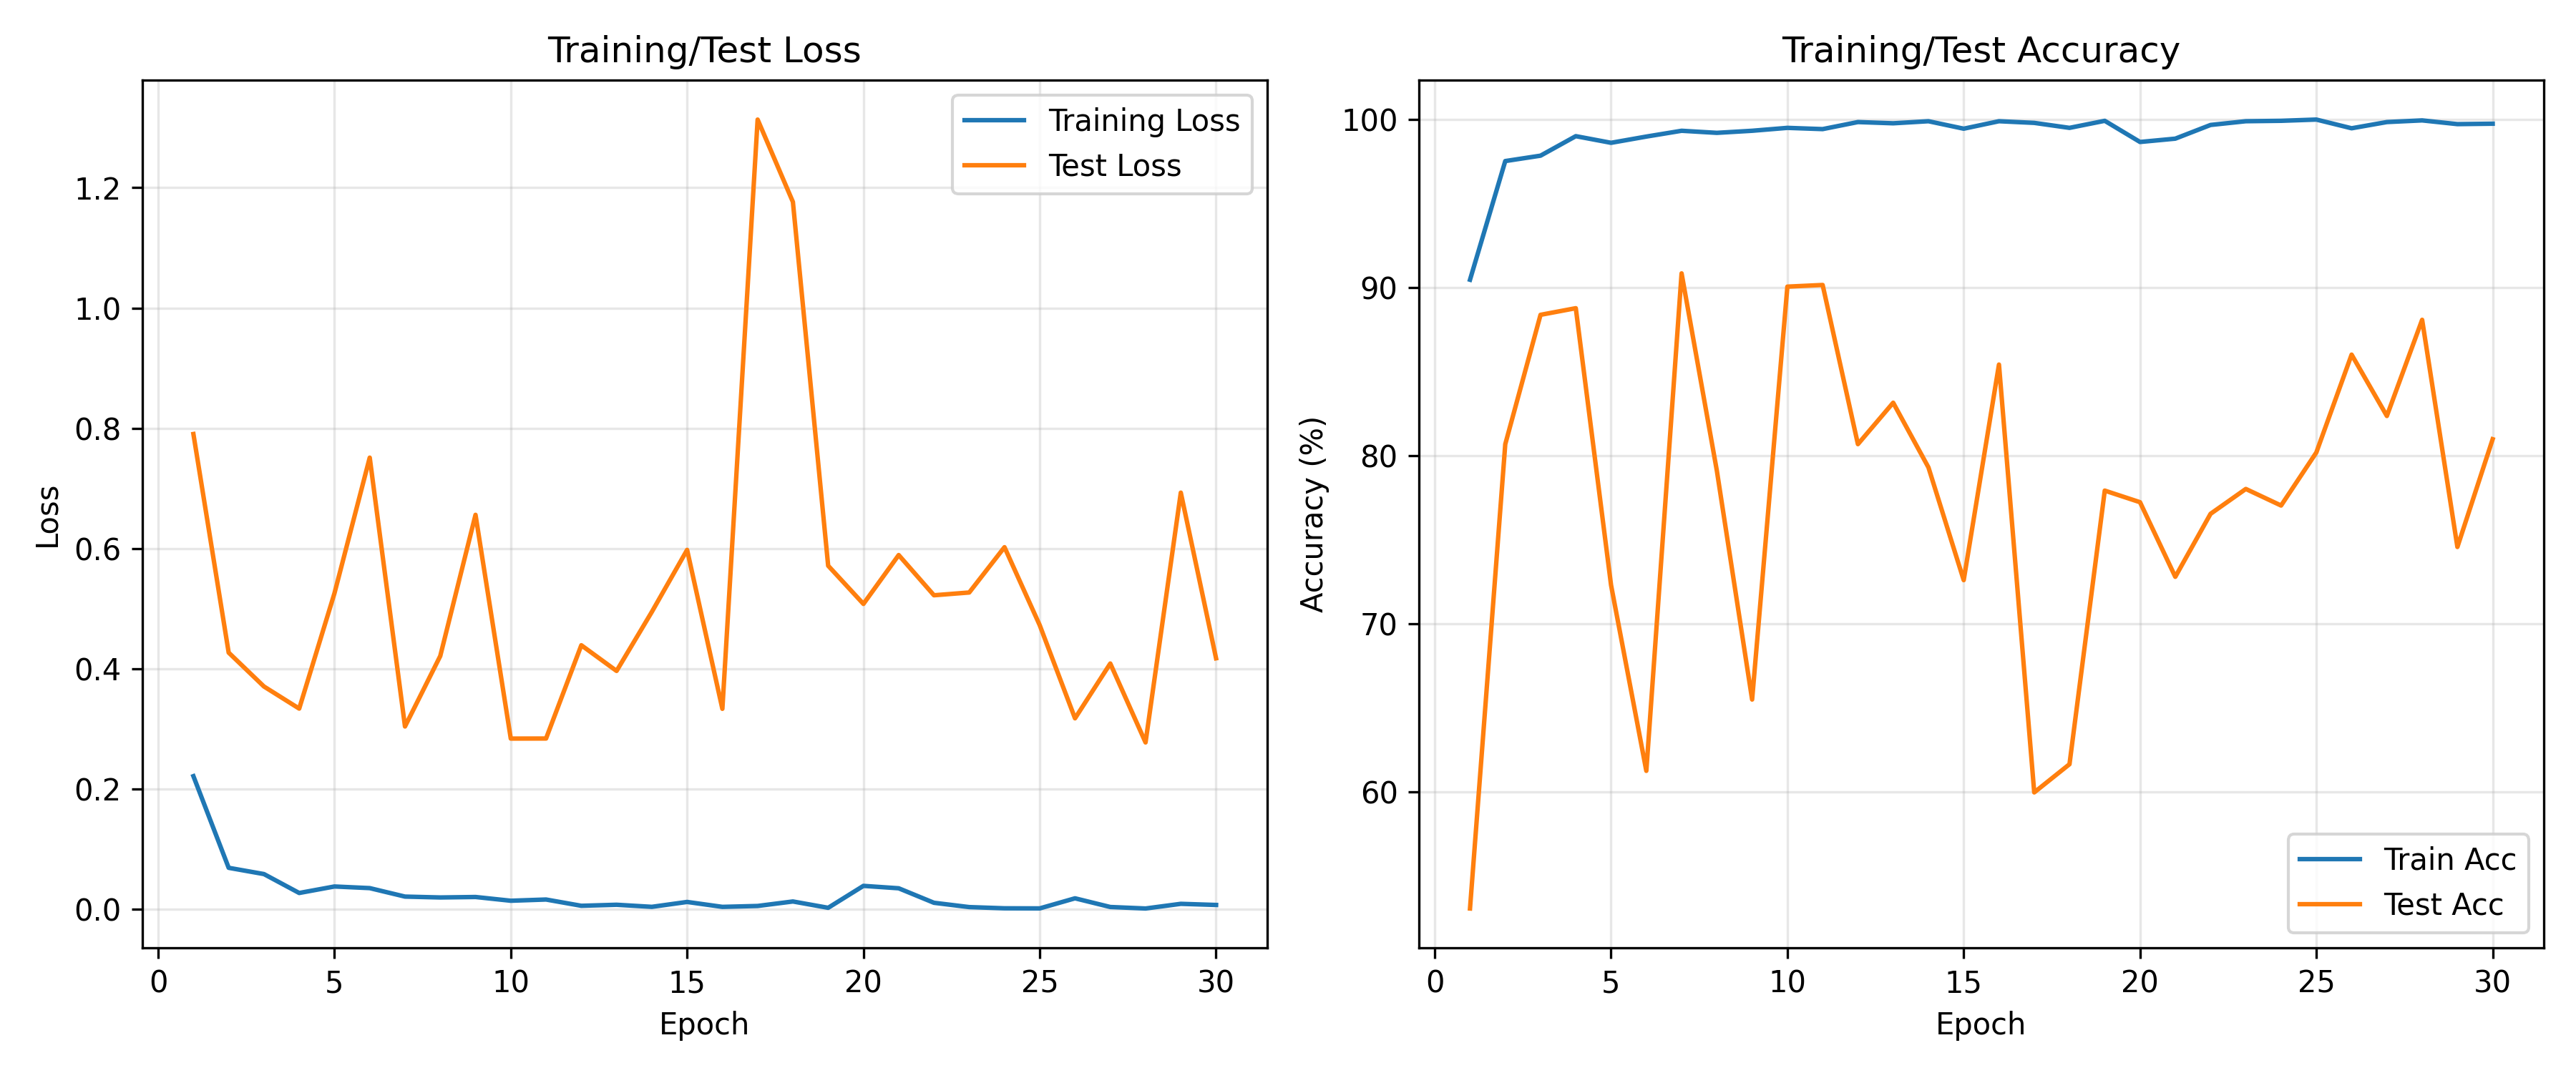 Training/Test Loss
Training Loss
Test Loss
Loss
1.2
1.0
0.8
0.6
0.4
0.2
0.0
0 5 10 15 20 25 30
Epoch
Training/Test Accuracy
Accuracy (%)
100
90
80
70
60
Train Acc
Test Acc
0 5 10 15 20 25 30
Epoch